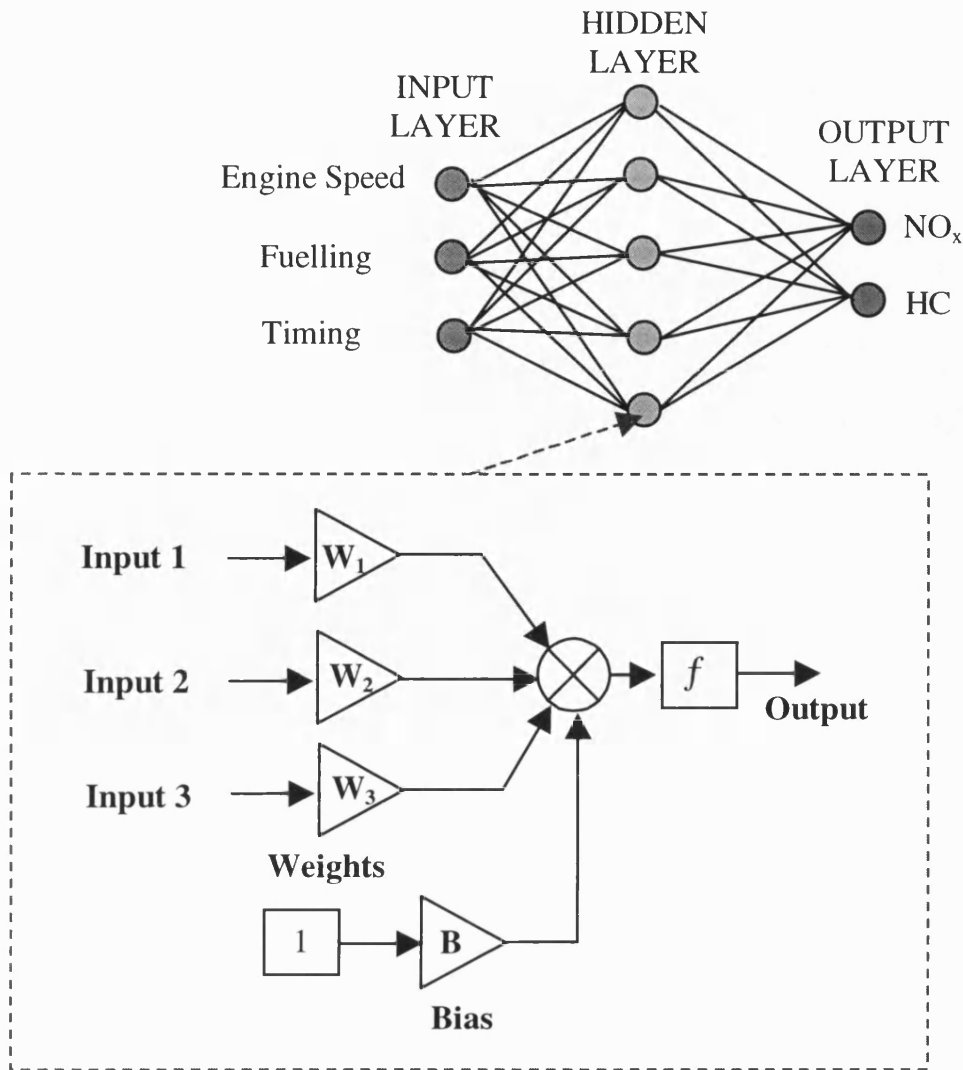 HIDDEN
LAYER
INPUT
LAYER
OUTPUT
LAYER
Engine Speed
Fuelling
Timing
NOₓ
HC
Input 1
W₁
Input 2
W₂
Input 3
W₃
f
Output
Weights
1
B
Bias